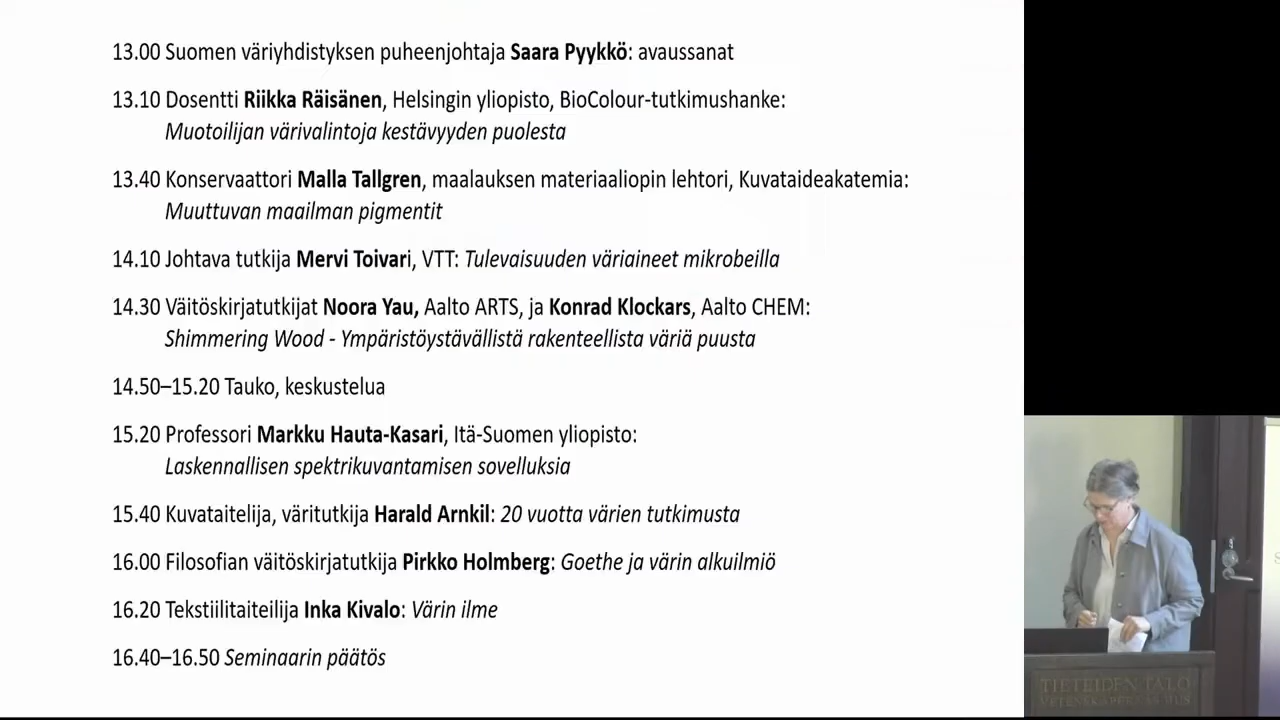 13.00 Suomen väriyhdistyksen puheenjohtaja Saara Pyykkö: avaussanat
13.10 Dosentti Riikka Räisänen, Helsingin yliopisto, BioColour-tutkimushanke:
Muotoilijan värivalintoja kestävyyden puolesta
13.40 Konservaattori Malla Tallgren, maalauksen materiaaliopin lehtori, Kuvataideakatemia:
Muuttuvan maailman pigmentit
14.10 Johtava tutkija Mervi Toivari, VTT: Tulevaisuuden väriaineet mikrobeilla
14.30 Väitöskirjatutkijat Noora Yau, Aalto ARTS, ja Konrad Klockars, Aalto CHEM:
Shimmering Wood - Ympäristöystävällistä rakenteellista väriä puusta
14.50–15.20 Tauko, keskustelua
15.20 Professori Markku Hauta-Kasari, Itä-Suomen yliopisto:
Laskennallisen spektrikuvantamisen sovelluksia
15.40 Kuvataitelija, väritutkija Harald Arnkil: 20 vuotta värien tutkimusta
16.00 Filosofian väitöskirjatutkija Pirkko Holmberg: Goethe ja värin alkuilmiö
16.20 Tekstiilitaiteilija Inka Kivalo: Värin ilme
16.40–16.50 Seminaarin päätös
TIETEIDEN TALO